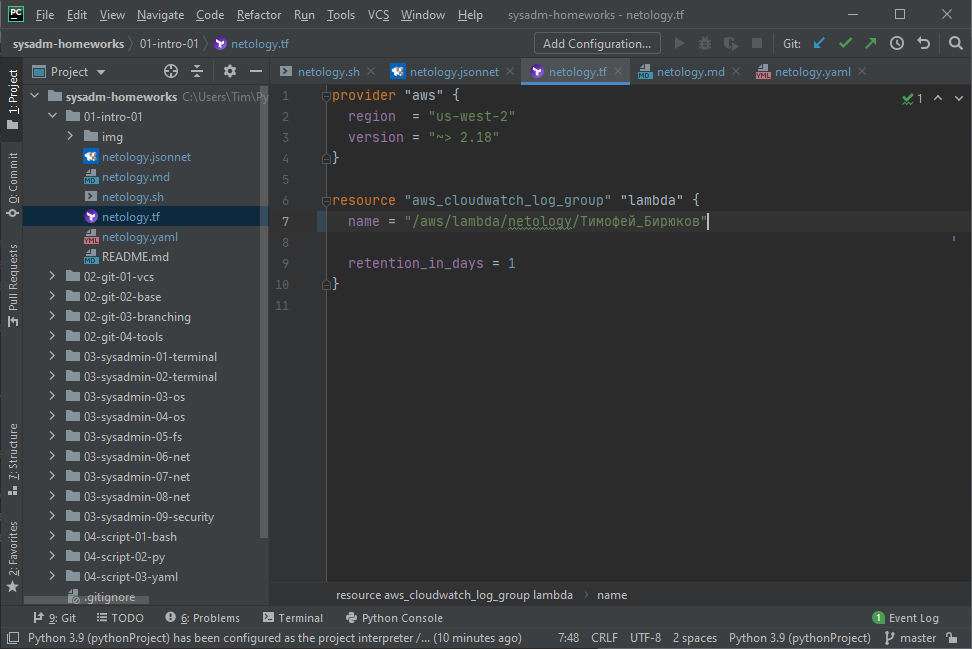 File Edit View Navigate Code Refactor Run Tools VCS Window Help sysadm-homeworks - netology.tf
sysadm-homeworks 01-intro-01 netology.tf Add Configuration... Git:
1: Project
Project
netology.sh netology.jsonnet netology.tf netology.md netology.yaml
sysadm-homeworks C:\Users\Tim\Py
01-intro-01
img
netology.jsonnet
netology.md
netology.sh
netology.tf
netology.yaml
README.md
02-git-01-vcs
02-git-02-base
02-git-03-branching
02-git-04-tools
03-sysadmin-01-terminal
03-sysadmin-02-terminal
03-sysadmin-03-os
03-sysadmin-04-os
03-sysadmin-05-fs
03-sysadmin-06-net
03-sysadmin-07-net
03-sysadmin-08-net
03-sysadmin-09-security
04-script-01-bash
04-script-02-py
04-script-03-yaml
.gitignore
0: Commit
Pull Requests
7: Structure
2: Favorites
1 provider "aws" {
2 region  = "us-west-2"
3 version = "~> 2.18"
4 }
5
6 resource "aws_cloudwatch_log_group" "lambda" {
7 name = "/aws/lambda/netology/Тимофей_Бирюков"
8
9 retention_in_days = 1
10 }
11
1
resource aws_cloudwatch_log_group lambda name
9: Git TODO 6: Problems Terminal Python Console 1 Event Log
Python 3.9 (pythonProject) has been configured as the project interpreter /... (10 minutes ago) 7:48 CRLF UTF-8 2 spaces Python 3.9 (pythonProject) master